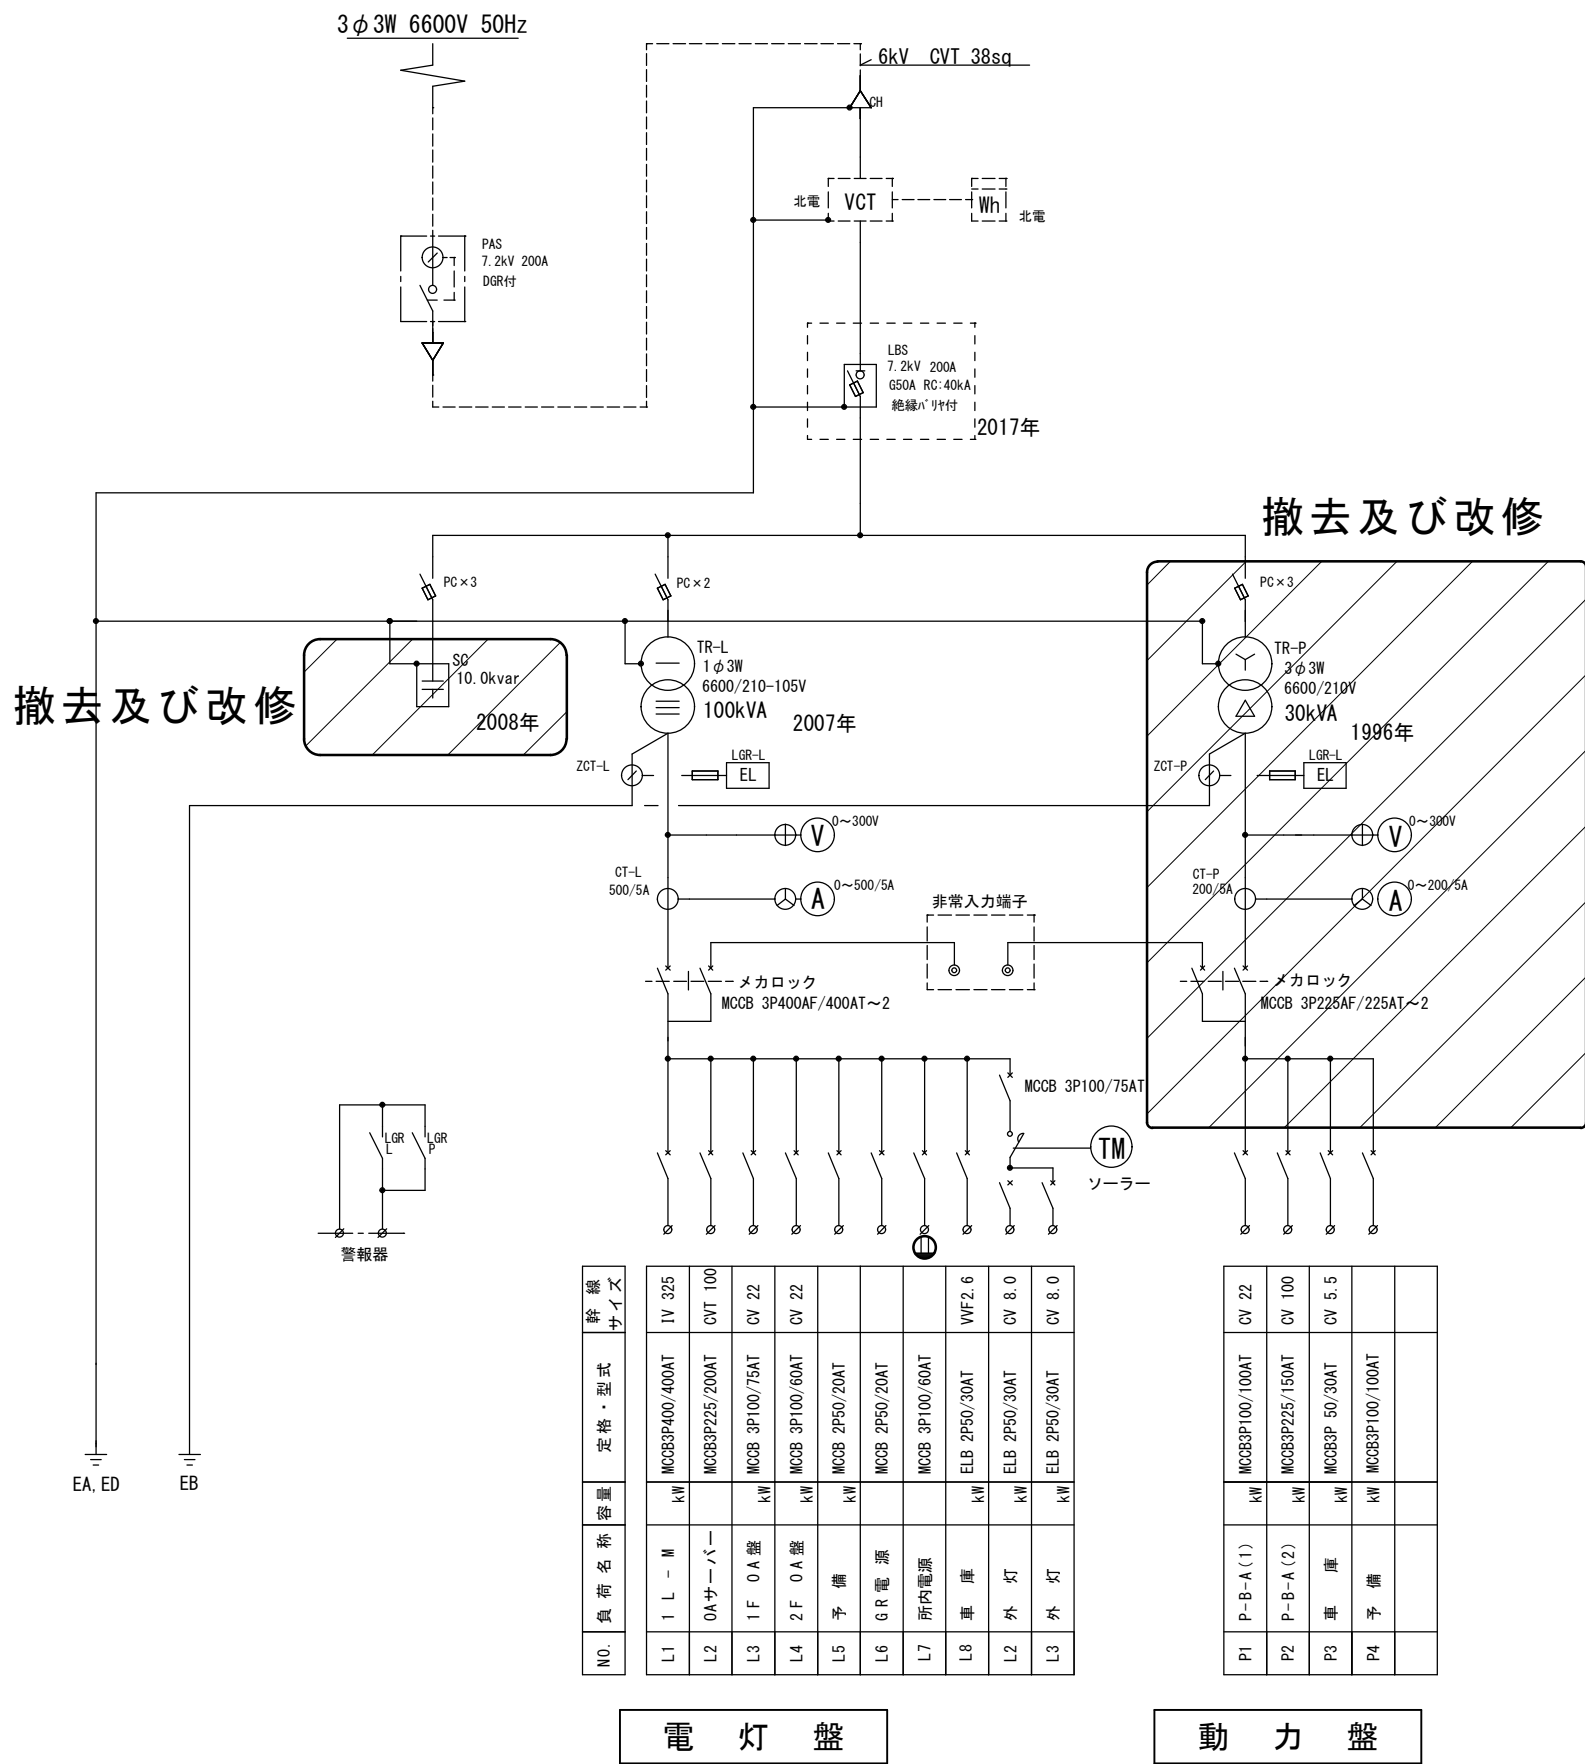 3φ3W 6600V 50Hz
6kV CVT 38sq
CH
北電
VCT
Wh
北電
PAS
7.2kV 200A
DGR付
LBS
7.2kV 200A
G50A RC:40kA
絶縁ﾊﾞﾘﾔ付
2017年
撤去及び改修
PC×3
PC×2
PC×3
撤去及び改修
SC
10.0kvar
2008年
TR-L
1φ3W
6600/210-105V
100kVA
2007年
TR-P
3φ3W
6600/210V
30kVA
1996年
ZCT-L
LGR-L
EL
ZCT-P
LGR-L
EL
V
0～300V
V
0～300V
CT-L
500/5A
A
0～500/5A
CT-P
200/5A
A
0～200/5A
非常入力端子
メカロック
MCCB 3P400AF/400AT～2
メカロック
MCCB 3P225AF/225AT～2
MCCB 3P100/75AT
TM
ソーラー
LGR
L
LGR
P
警報器
EA,ED
EB
幹線
サイズ
定格・型式
容量
負荷名称
NO.
IV 325
MCCB3P400/400AT
kW
1L-M
L1
CVT 100
MCCB3P225/200AT
OAサーバー
L2
CV 22
MCCB 3P100/75AT
kW
1F OA盤
L3
CV 22
MCCB 3P100/60AT
kW
2F OA盤
L4
MCCB 2P50/20AT
kW
予備
L5
MCCB 2P50/20AT
GR電源
L6
MCCB 3P100/60AT
所内電源
L7
VVF2.6
ELB 2P50/30AT
kW
車庫
L8
CV 8.0
ELB 2P50/30AT
kW
外灯
L2
CV 8.0
ELB 2P50/30AT
kW
外灯
L3
CV 22
MCCB3P100/100AT
kW
P-B-A(1)
P1
CV 100
MCCB3P225/150AT
kW
P-B-A(2)
P2
CV 5.5
MCCB3P 50/30AT
kW
車庫
P3
MCCB3P100/100AT
kW
予備
P4
電灯盤
動力盤